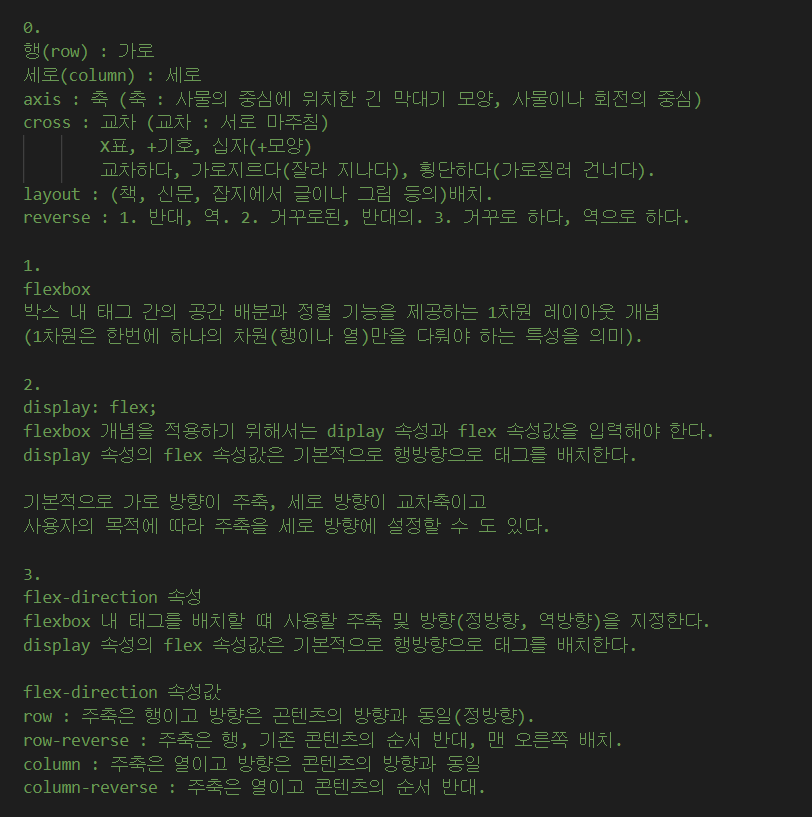 0.
행(row) : 가로
세로(column) : 세로
axis : 축 (축 : 사물의 중심에 위치한 긴 막대기 모양, 사물이나 회전의 중심)
cross : 교차 (교차 : 서로 마주침)
X표, +기호, 십자(+모양)
교차하다, 가로지르다(잘라 지나다), 횡단하다(가로질러 건너다).
layout : (책, 신문, 잡지에서 글이나 그림 등의)배치.
reverse : 1. 반대, 역. 2. 거꾸로된, 반대의. 3. 거꾸로 하다, 역으로 하다.
1.
flexbox
박스 내 태그 간의 공간 배분과 정렬 기능을 제공하는 1차원 레이아웃 개념
(1차원은 한번에 하나의 차원(행이나 열)만을 다뤄야 하는 특성을 의미).
2.
display: flex;
flexbox 개념을 적용하기 위해서는 diplay 속성과 flex 속성값을 입력해야 한다.
display 속성의 flex 속성값은 기본적으로 행방향으로 태그를 배치한다.
기본적으로 가로 방향이 주축, 세로 방향이 교차축이고
사용자의 목적에 따라 주축을 세로 방향에 설정할 수 도 있다.
3.
flex-direction 속성
flexbox 내 태그를 배치할 떄 사용할 주축 및 방향(정방향, 역방향)을 지정한다.
display 속성의 flex 속성값은 기본적으로 행방향으로 태그를 배치한다.
flex-direction 속성값
row : 주축은 행이고 방향은 곤텐츠의 방향과 동일(정방향).
row-reverse : 주축은 행, 기존 콘텐츠의 순서 반대, 맨 오른쪽 배치.
column : 주축은 열이고 방향은 콘텐츠의 방향과 동일
column-reverse : 주축은 열이고 콘텐츠의 순서 반대.